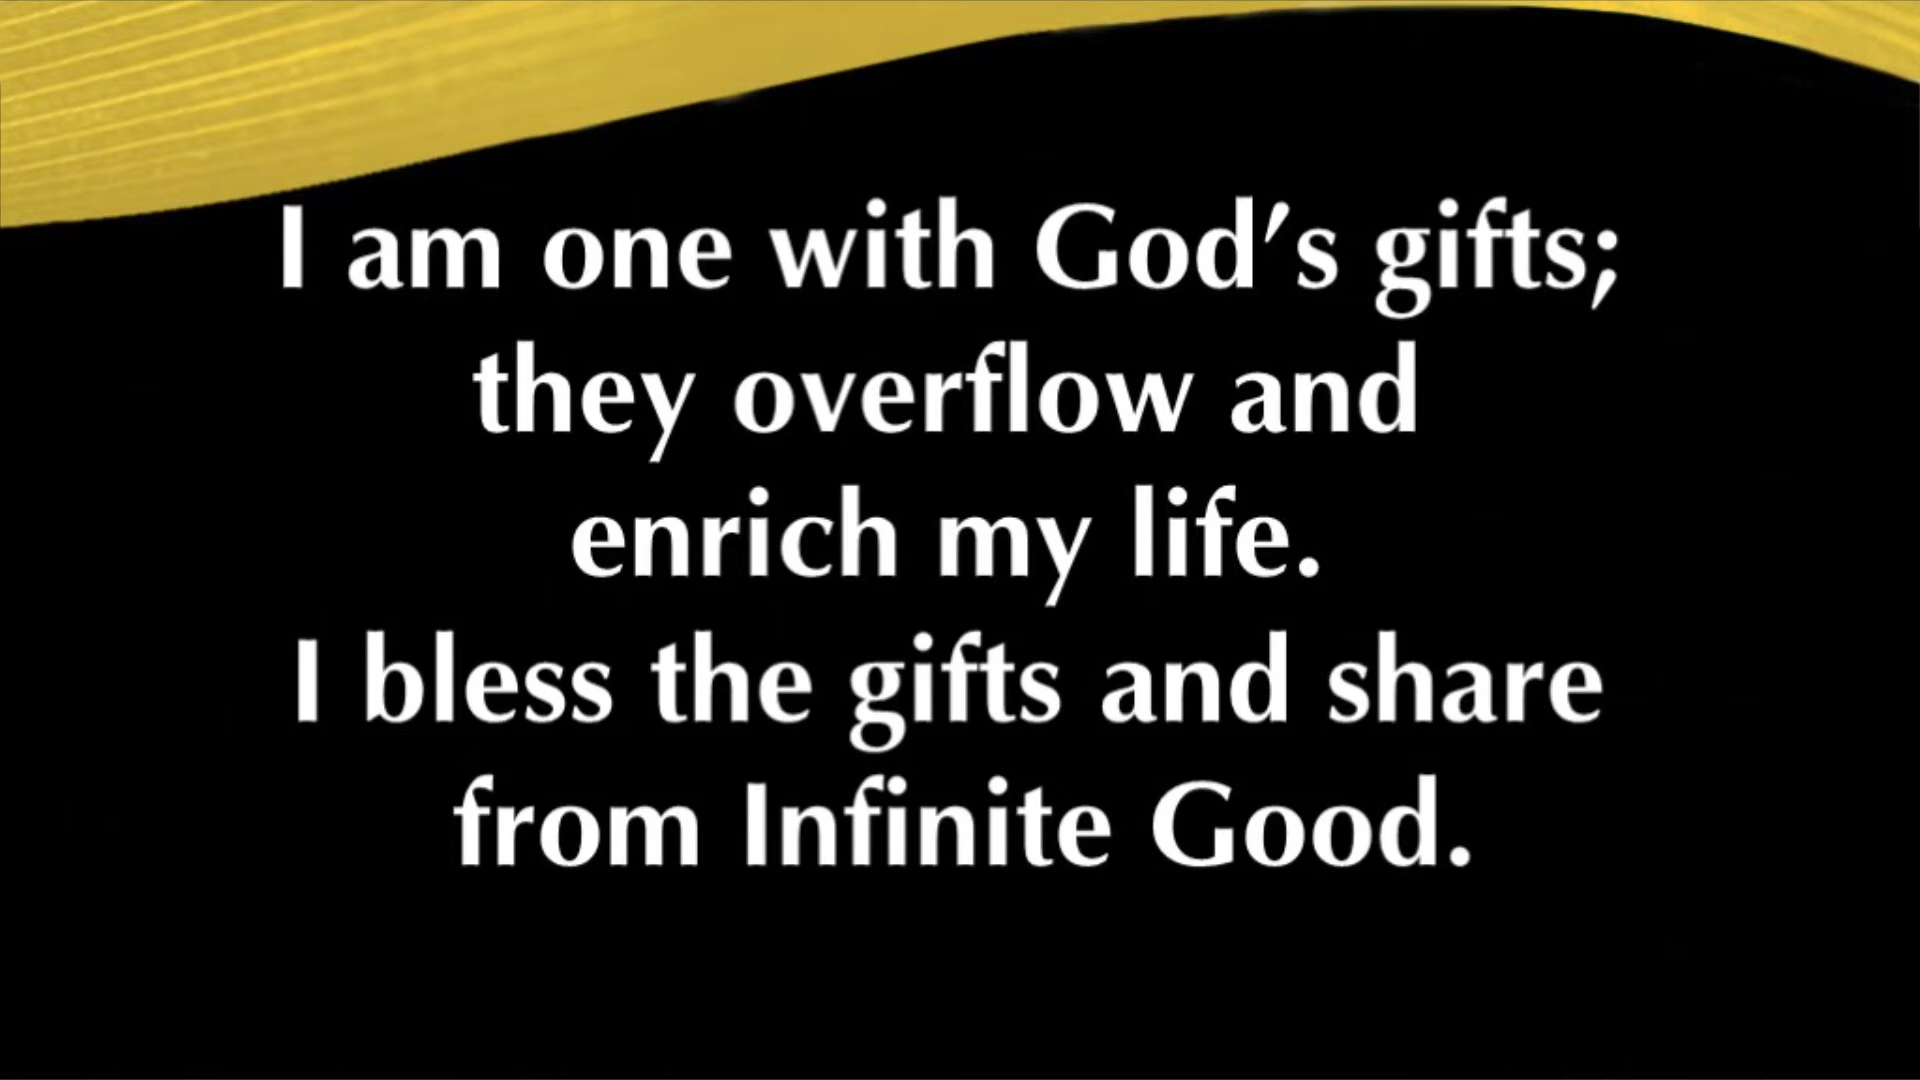 I am one with God’s gifts;
they overflow and
enrich my life.
I bless the gifts and share
from Infinite Good.